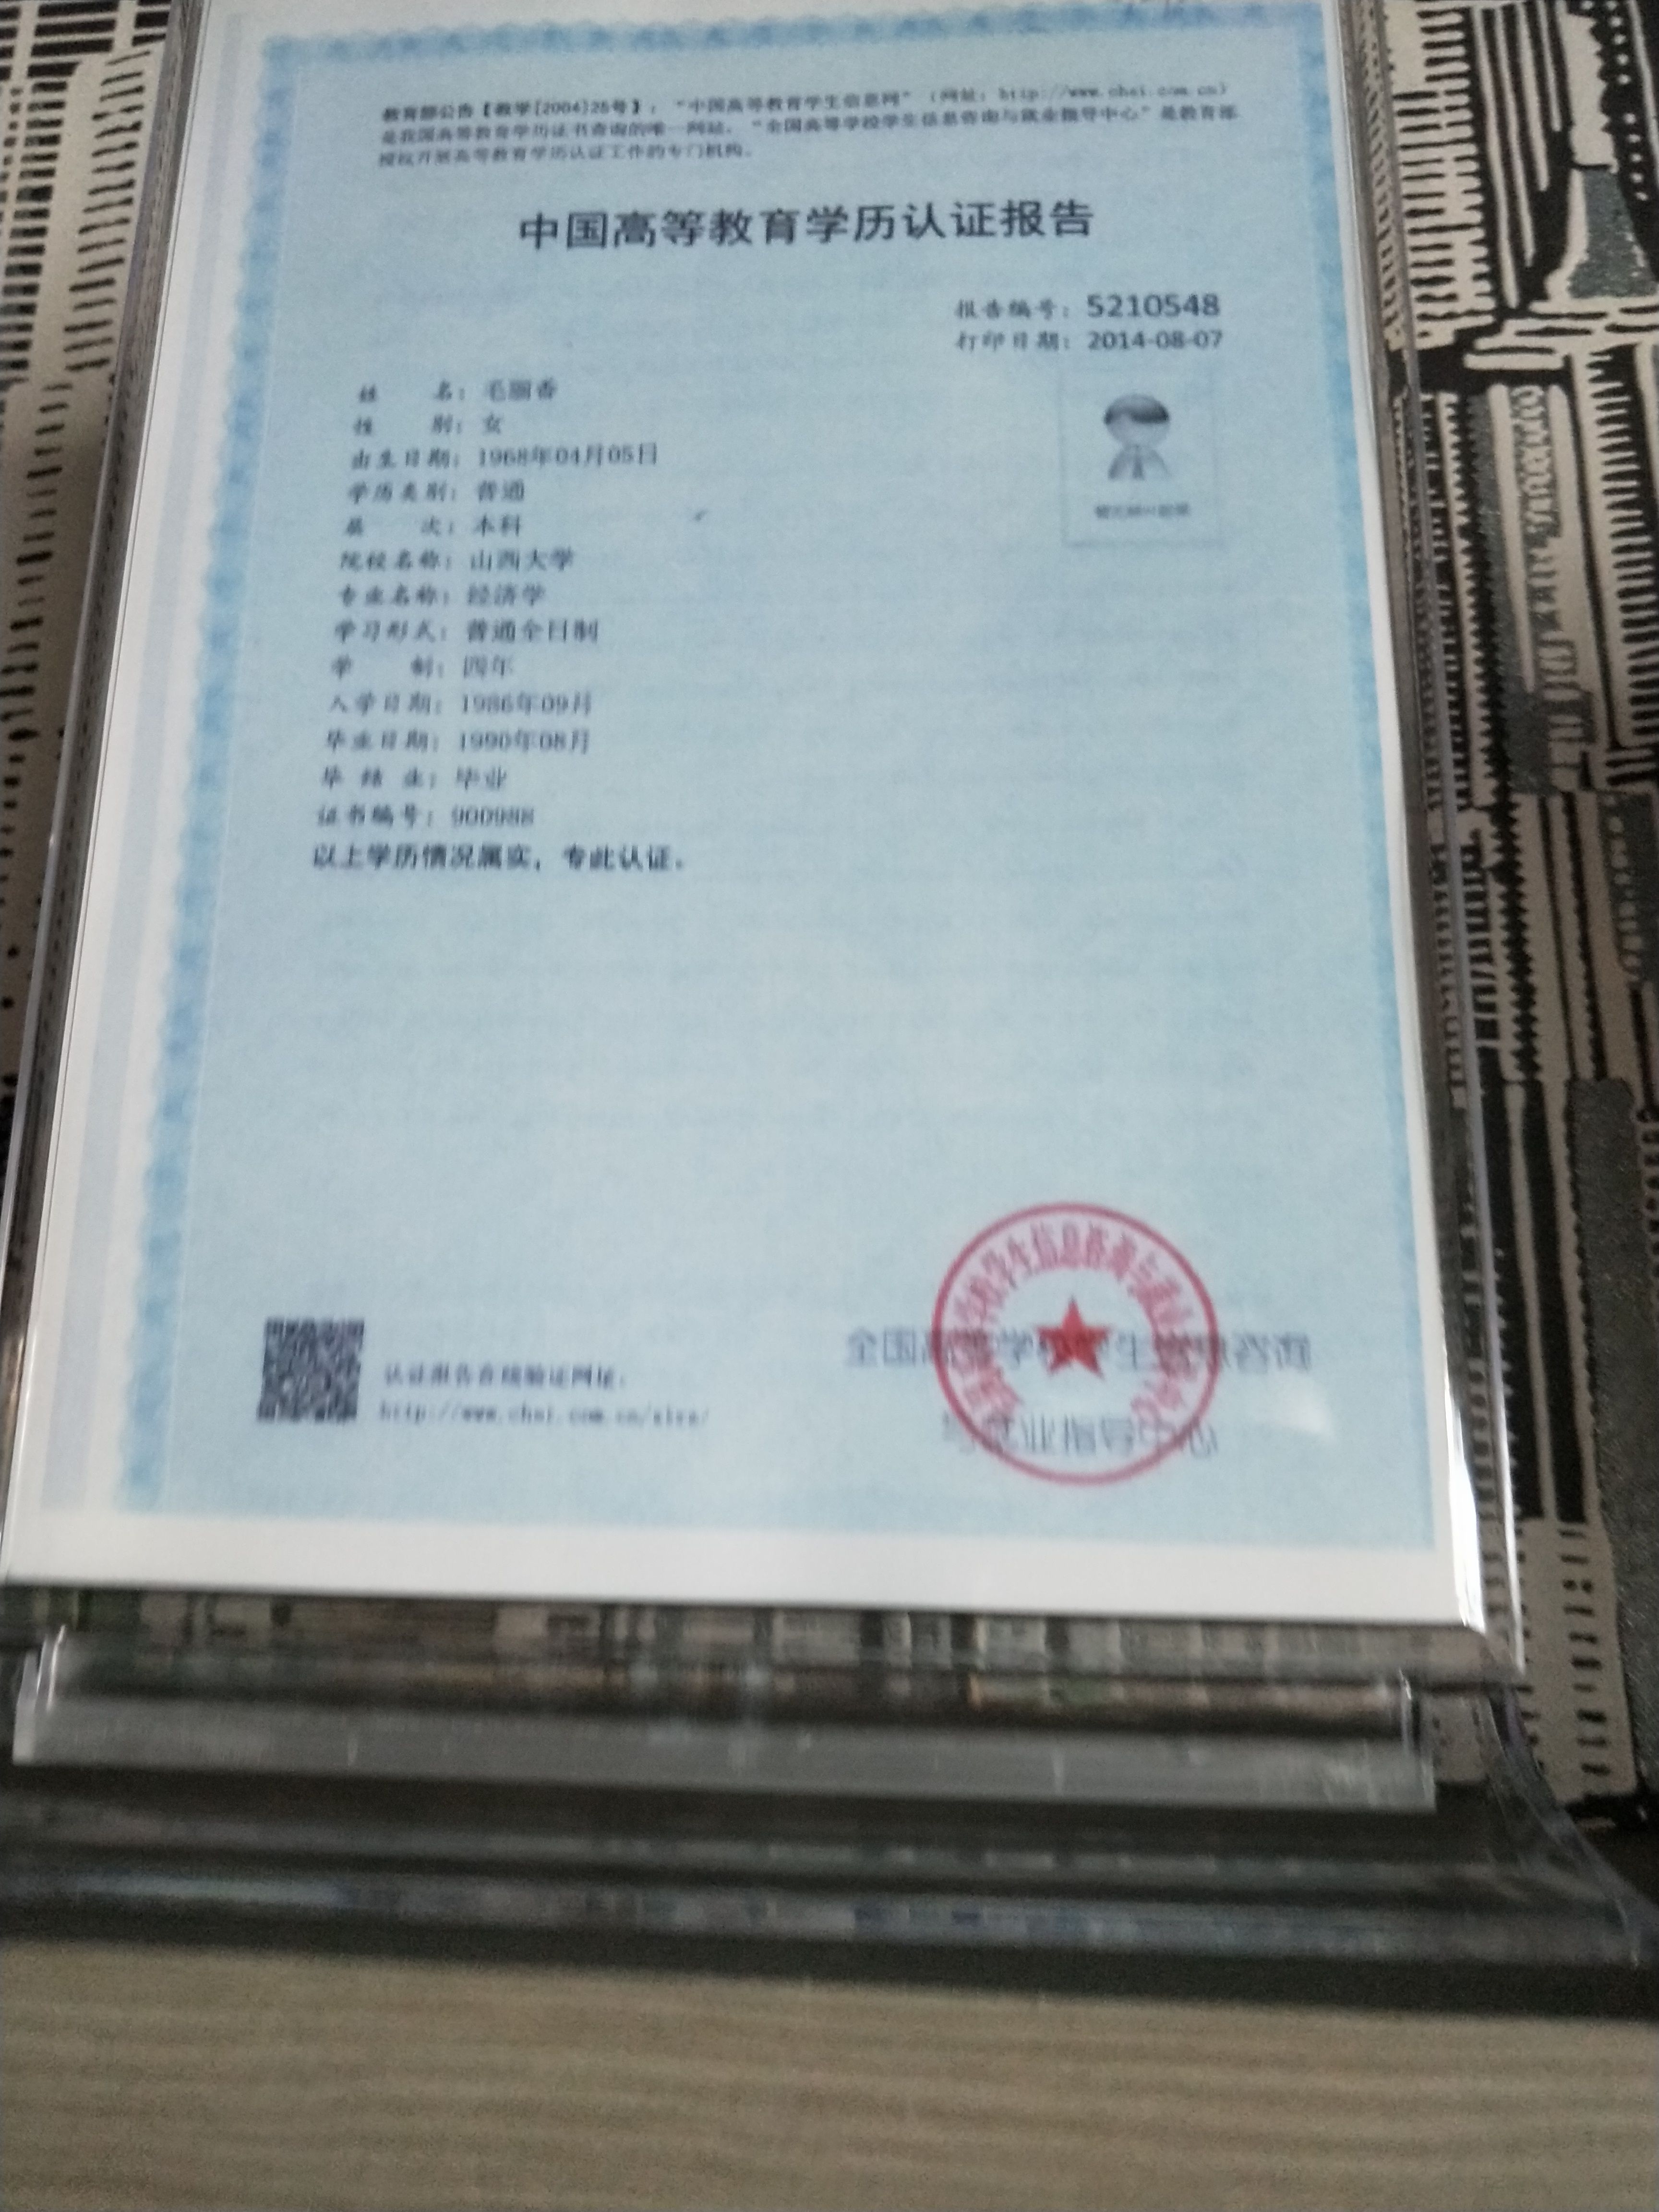 教育部公告【教学[2004]25号】：“中国高等教育学生信息网”（网址：http://www.chsi.com.cn）
是我国高等教育学历证书查询的唯一网站，“全国高等学校学生信息咨询与就业指导中心”是教育部
授权开展高等教育学历认证工作的专门机构。
中国高等教育学历认证报告
报告编号：5210548
打印日期：2014-08-07
姓 名：毛丽香
性 别：女
出生日期：1968年04月05日
学历类别：普通
层 次：本科
院校名称：山西大学
专业名称：经济学
学习形式：普通全日制
学 制：四年
入学日期：1986年09月
毕业日期：1990年08月
毕 结 业：毕业
证书编号：900988
以上学历情况属实，专此认证。
学生信息咨询与就业
全国高等学
认证报告在线验证网址：
http://www.chsi.com.cn/xlrz/